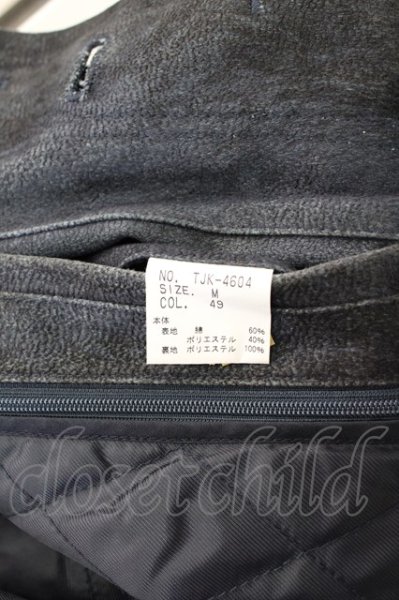 NO. TJK-4604
SIZE. M
COL. 49
本体
表地 綿 60%
ポリエステル 40%
裏地 ポリエステル 100%
closetchild